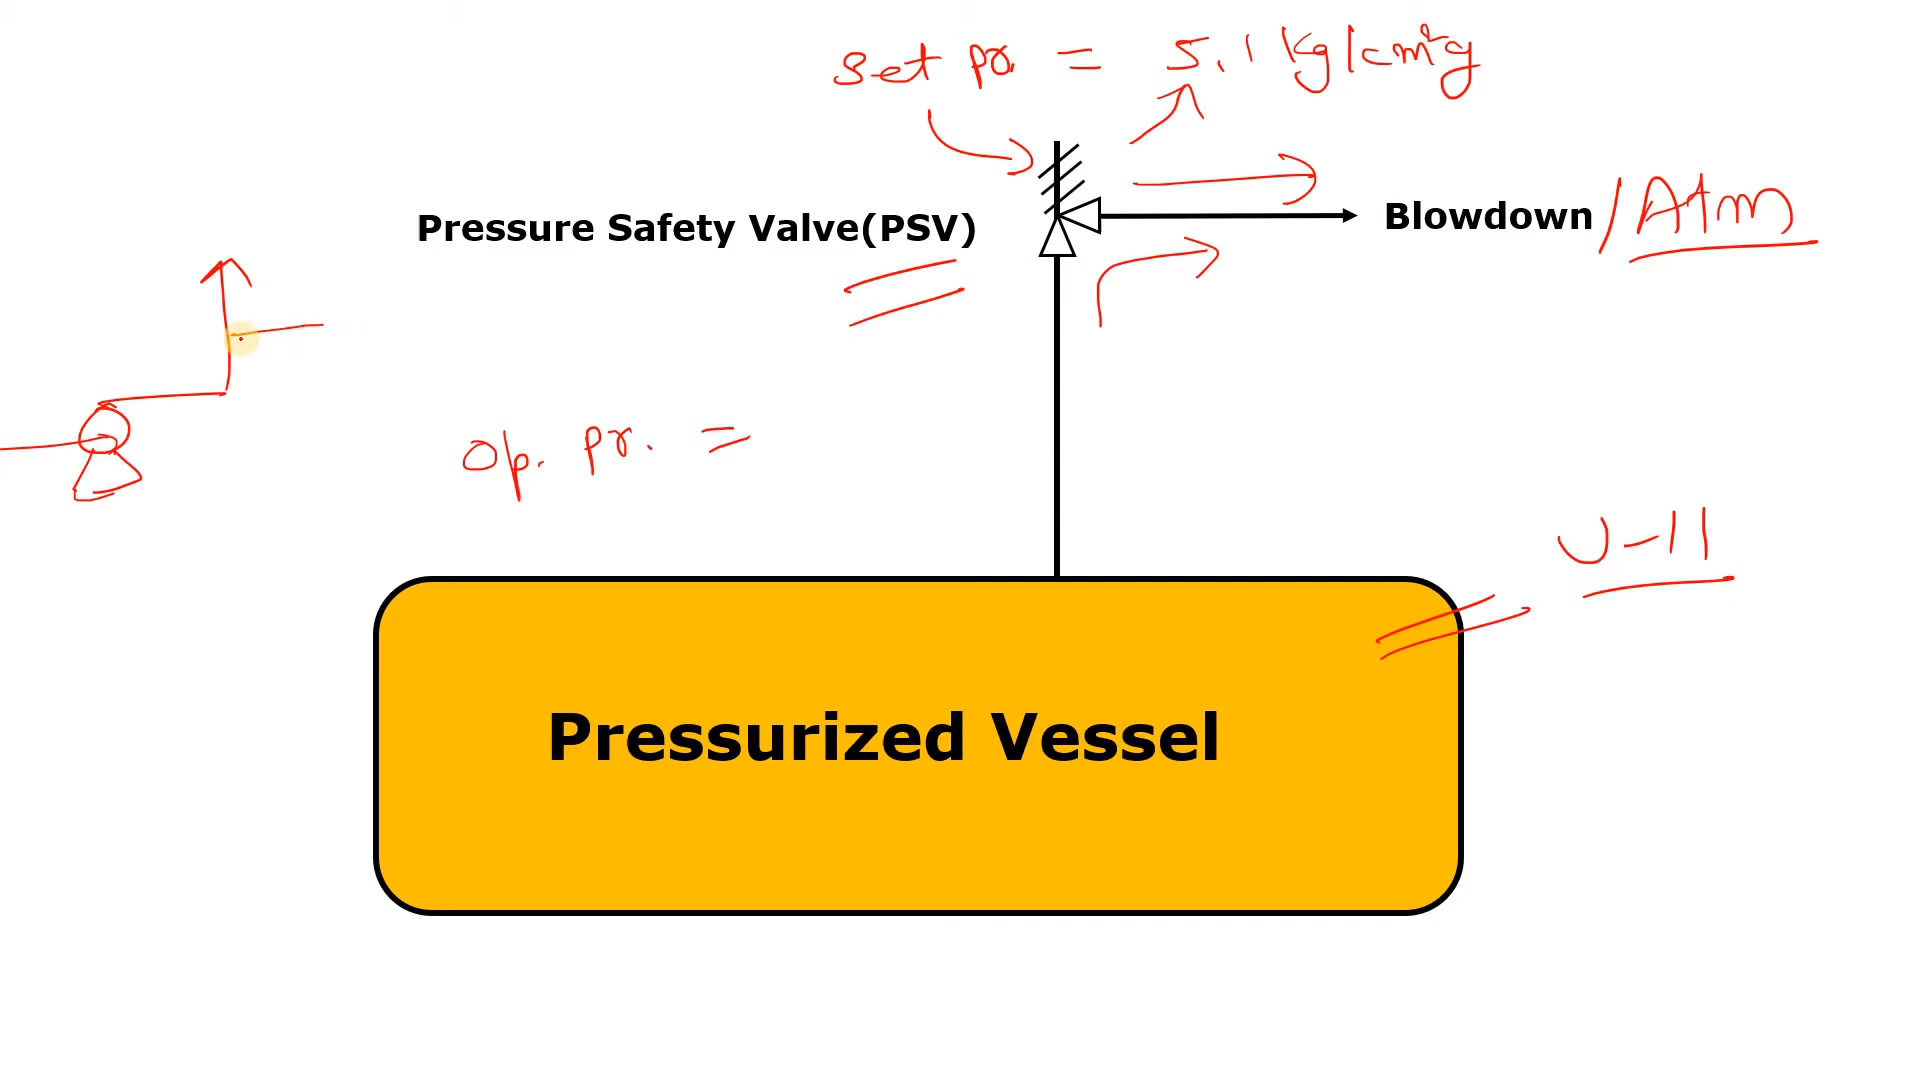 set pr. = 5.1 kg/cm²g
Pressure Safety Valve(PSV)
Blowdown / Atm
Op. pr. =
U-11
Pressurized Vessel